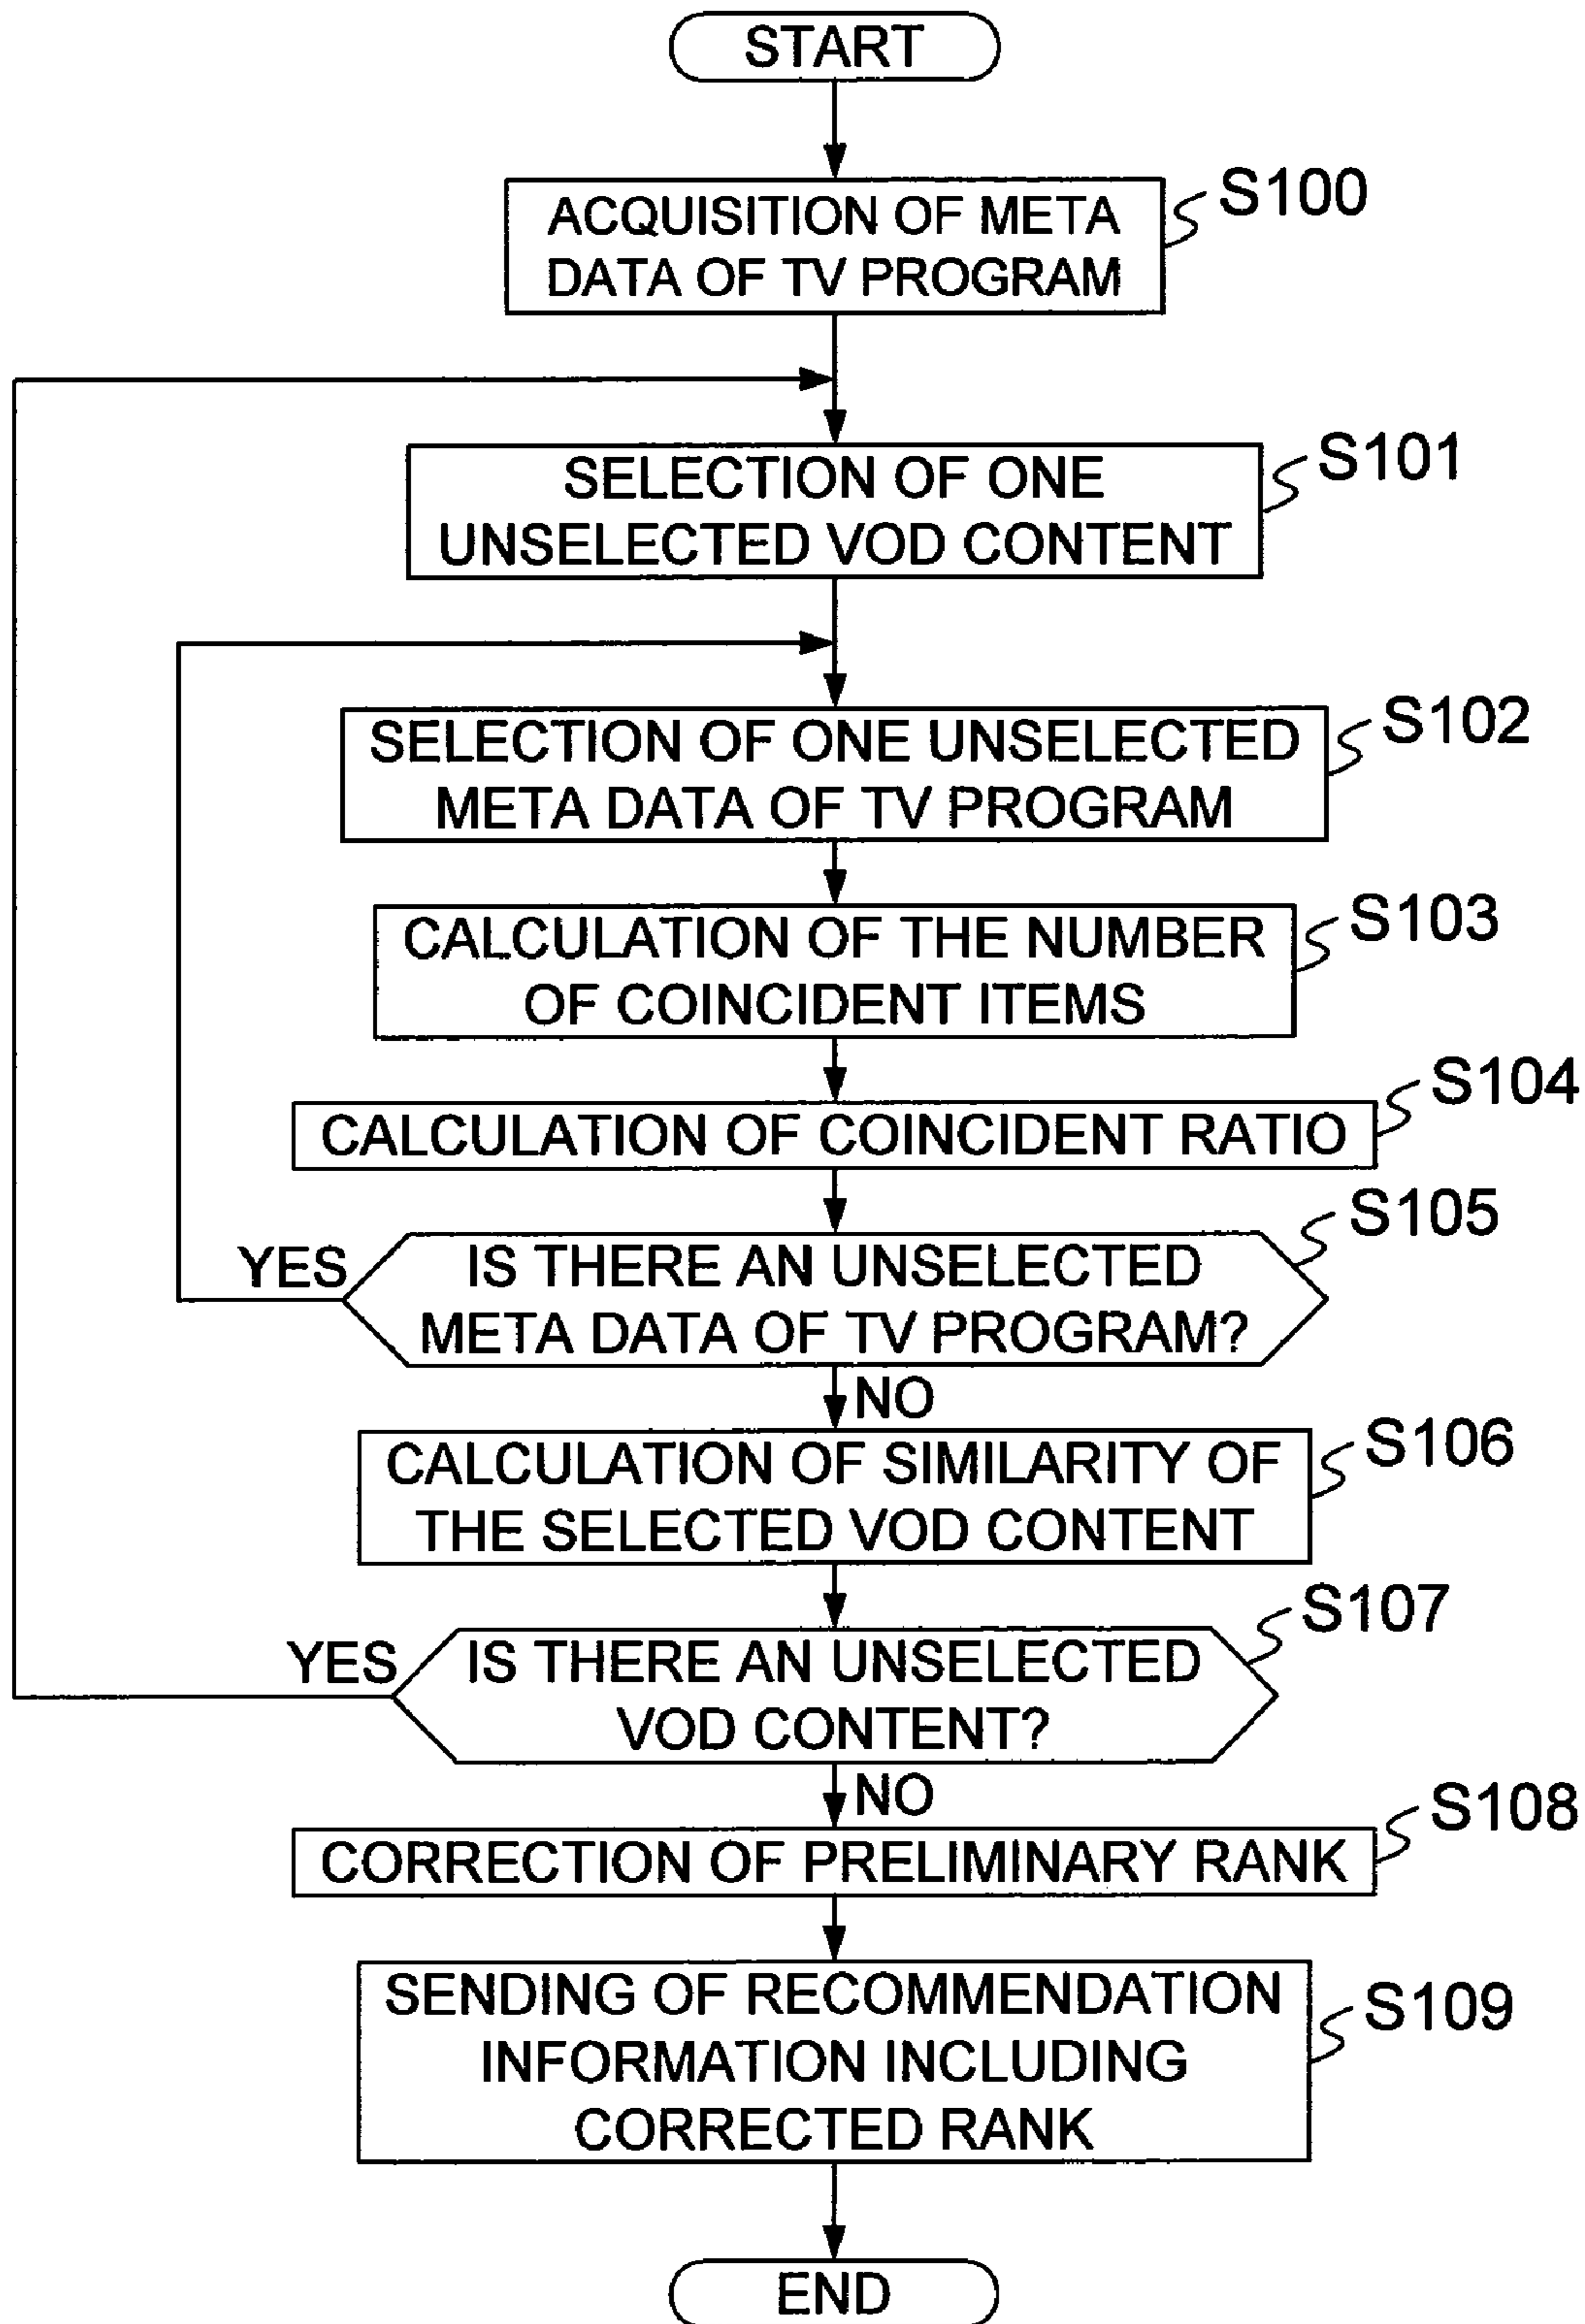 START
ACQUISITION OF META
DATA OF TV PROGRAM
S100
SELECTION OF ONE
UNSELECTED VOD CONTENT
S101
SELECTION OF ONE UNSELECTED
META DATA OF TV PROGRAM
S102
CALCULATION OF THE NUMBER
OF COINCIDENT ITEMS
S103
CALCULATION OF COINCIDENT RATIO
S104
IS THERE AN UNSELECTED
META DATA OF TV PROGRAM?
S105
YES
NO
CALCULATION OF SIMILARITY OF
THE SELECTED VOD CONTENT
S106
IS THERE AN UNSELECTED
VOD CONTENT?
S107
YES
NO
CORRECTION OF PRELIMINARY RANK
S108
SENDING OF RECOMMENDATION
INFORMATION INCLUDING
CORRECTED RANK
S109
END